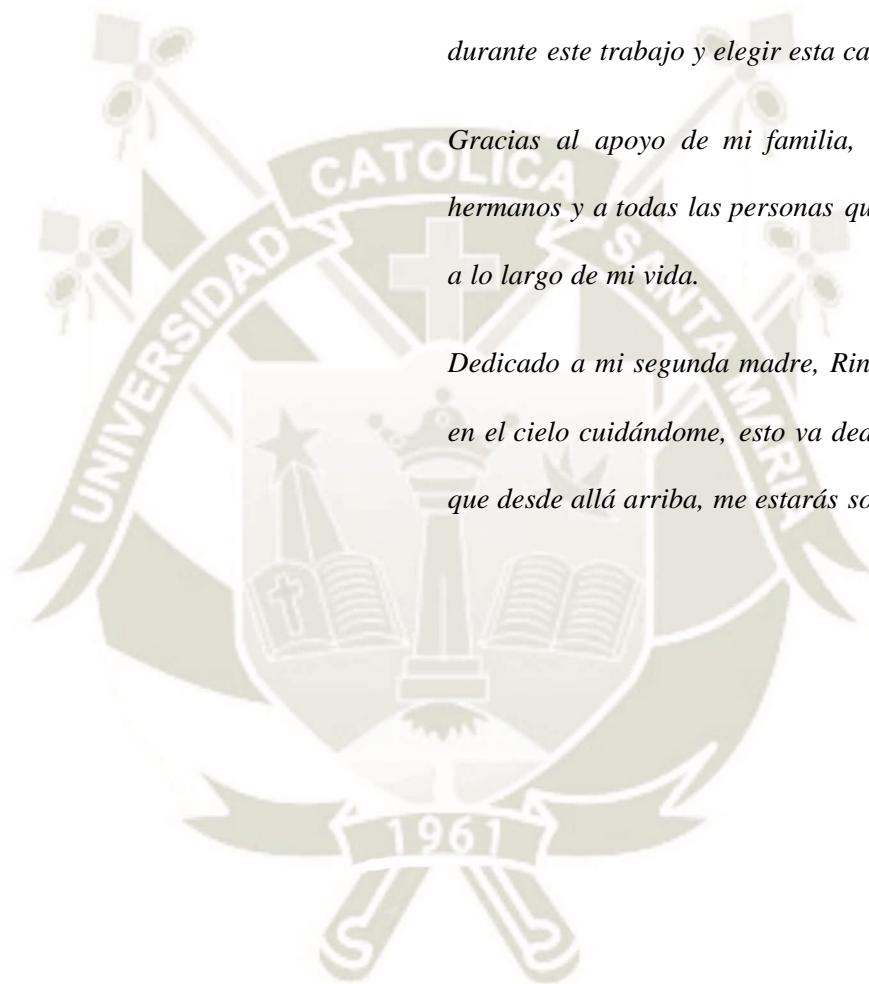 durante este trabajo y elegir esta
Gracias al apoyo de mi familia,
hermanos y a todas las personas
a lo largo de mi vida.
Dedicado a mi segunda madre,
en el cielo cuidándome, esto va
que desde allá arriba, me estarás
UNIVERSIDAD CATOLICA SANTA MARIA
1961